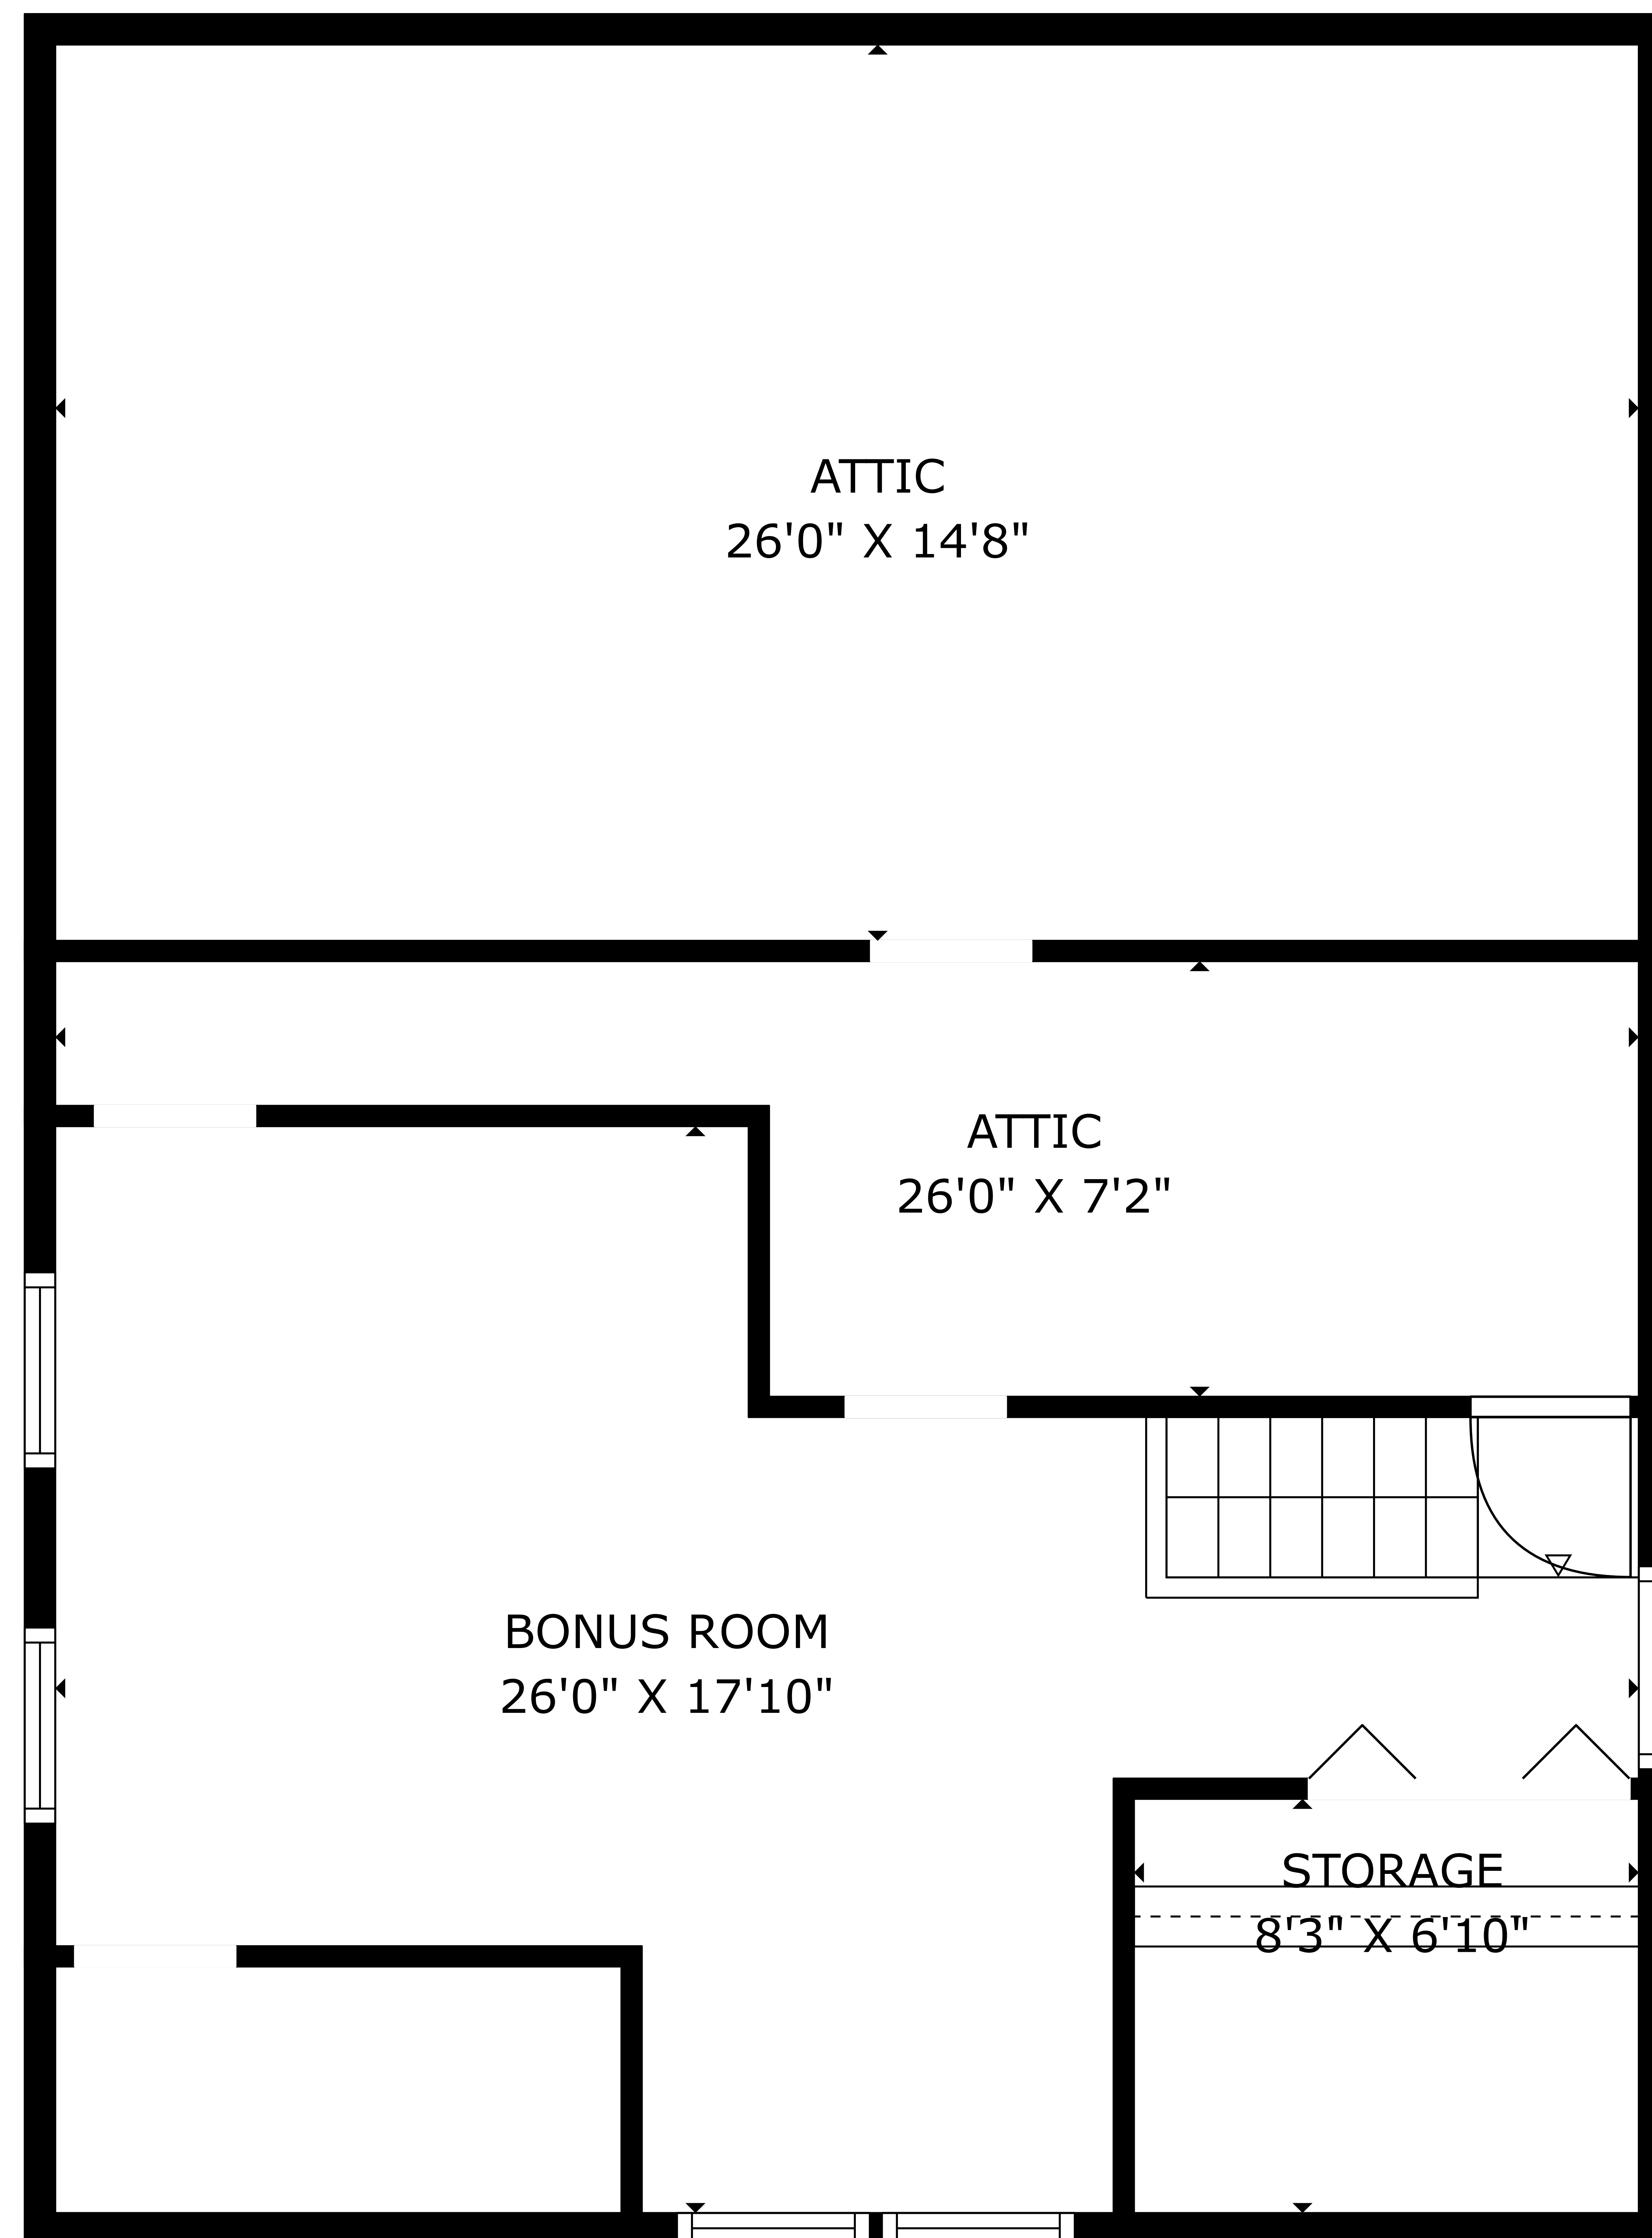 ATTIC
26'0" X 14'8"
ATTIC
26'0" X 7'2"
BONUS ROOM
26'0" X 17'10"
STORAGE
8'3" X 6'10"